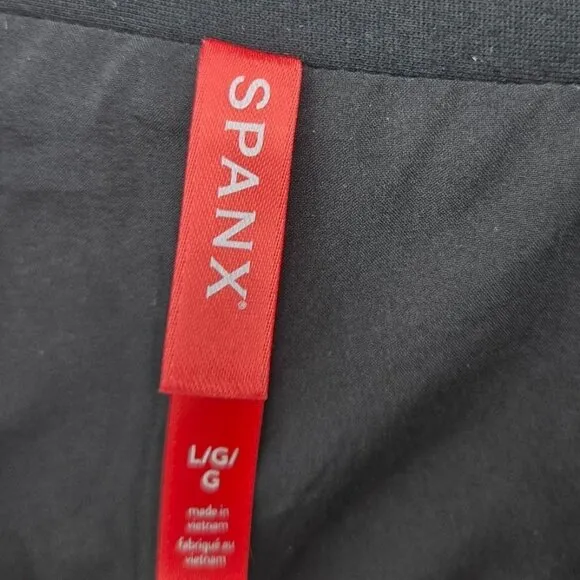 SPANX®
L/G/
G
made in
vietnam
fabriqué au
vietnam